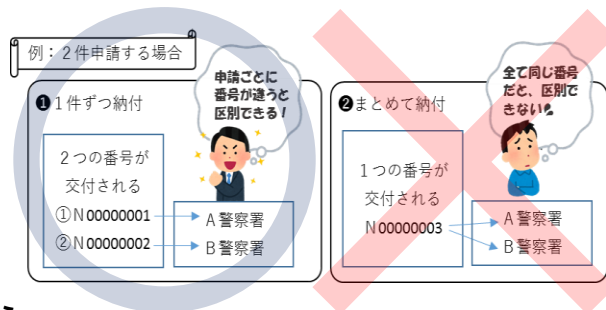 例：２件申請する場合
申請ごとに
番号が違うと
区別できる！
❶１件ずつ納付
２つの番号が
交付される
①Ｎ00000001
②Ｎ00000002
Ａ警察署
Ｂ警察署
全て同じ番号
だと、区別で
きない
❷まとめて納付
１つの番号が
交付される
Ｎ00000003
Ａ警察署
Ｂ警察署